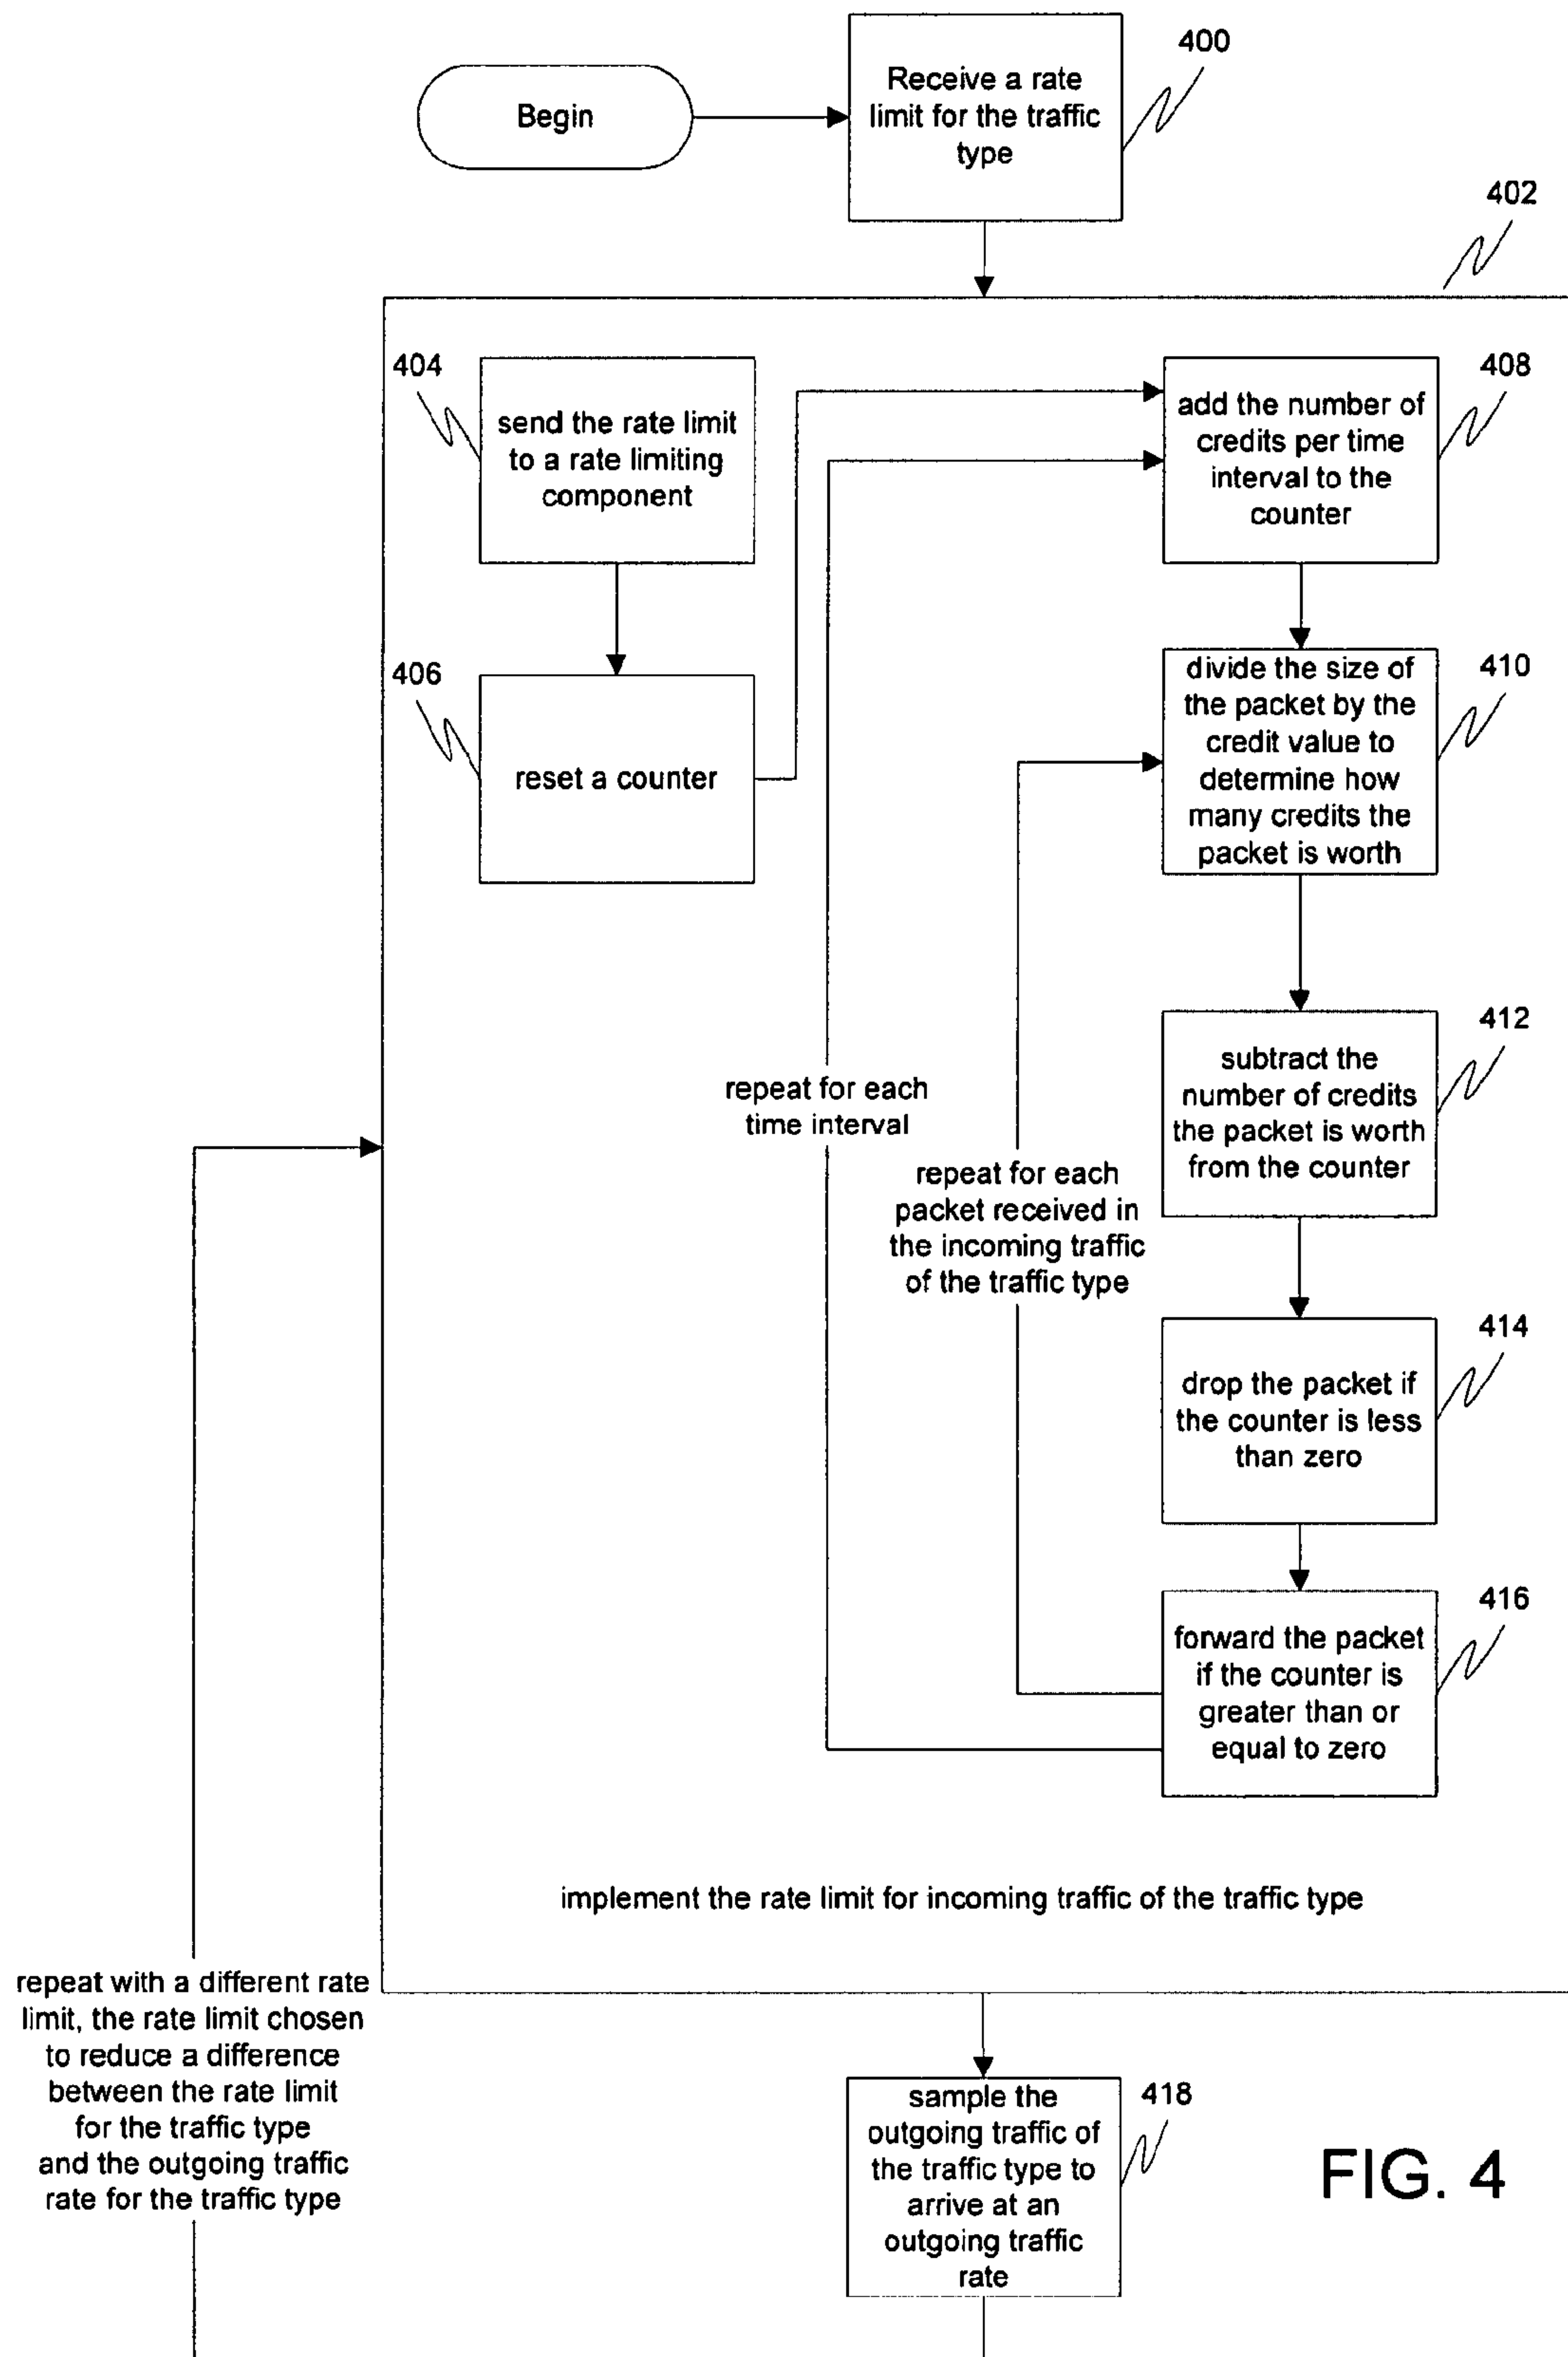 Begin
Receive a rate
limit for the traffic
type
400
402
404
send the rate limit
to a rate limiting
component
406
reset a counter
408
add the number of
credits per time
interval to the
counter
410
divide the size of
the packet by the
credit value to
determine how
many credits the
packet is worth
412
subtract the
number of credits
the packet is worth
from the counter
repeat for each
time interval
repeat for each
packet received in
the incoming traffic
of the traffic type
414
drop the packet if
the counter is less
than zero
416
forward the packet
if the counter is
greater than or
equal to zero
implement the rate limit for incoming traffic of the traffic type
repeat with a different rate
limit, the rate limit chosen
to reduce a difference
between the rate limit
for the traffic type
and the outgoing traffic
rate for the traffic type
418
sample the
outgoing traffic of
the traffic type to
arrive at an
outgoing traffic
rate
FIG. 4